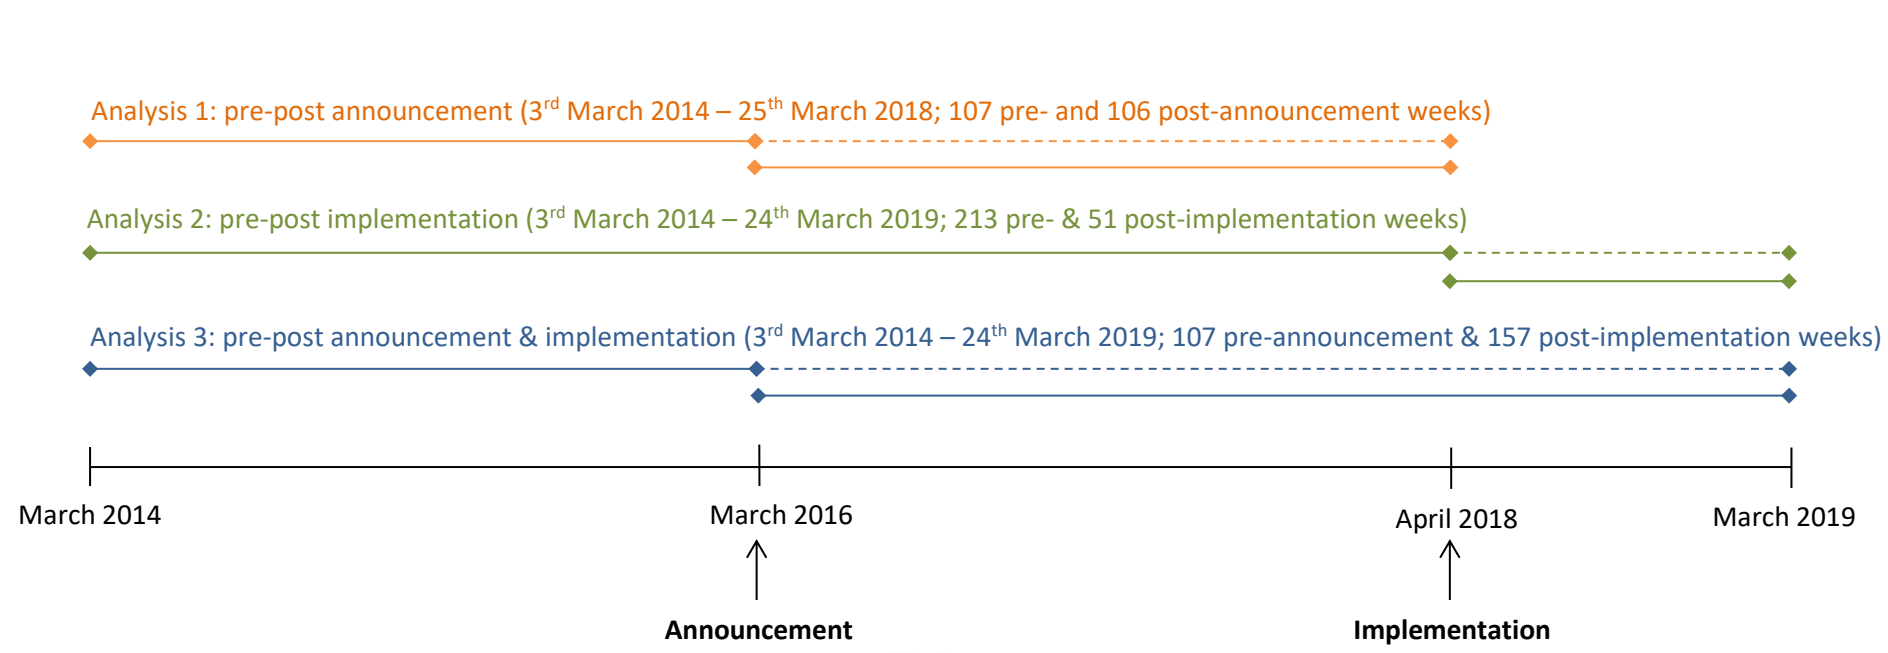 Analysis 1: pre-post announcement (3rd March 2014 – 25th March 2018; 107 pre- and 106 post-announcement weeks)
Analysis 2: pre-post implementation (3rd March 2014 – 24th March 2019; 213 pre- & 51 post-implementation weeks)
Analysis 3: pre-post announcement & implementation (3rd March 2014 – 24th March 2019; 107 pre-announcement & 157 post-implementation weeks)
March 2014
March 2016
April 2018
March 2019
Announcement
Implementation